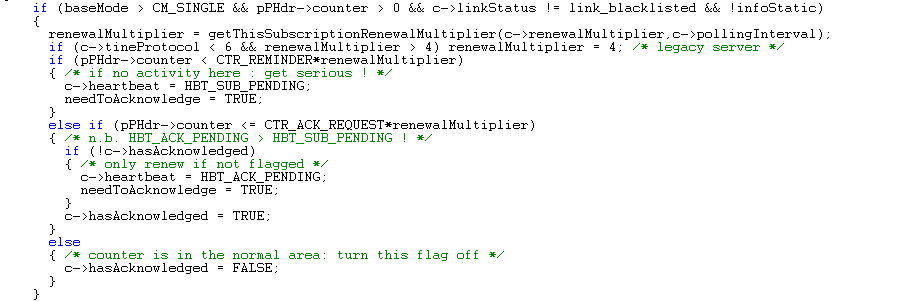 if (baseMode > CM_SINGLE && pPHdr->counter > 0 && c->linkStatus != link_blacklisted && !infoStatic)
{
renewalMultiplier = getThisSubscriptionRenewalMultiplier(c->renewalMultiplier,c->pollingInterval);
if (c->tineProtocol < 6 && renewalMultiplier > 4) renewalMultiplier = 4; /* legacy server */
if (pPHdr->counter < CTR_REMINDER*renewalMultiplier)
{ /* if no activity here : get serious ! */
c->heartbeat = HBT_SUB_PENDING;
needToAcknowledge = TRUE;
}
else if (pPHdr->counter <= CTR_ACK_REQUEST*renewalMultiplier)
{ /* n.b. HBT_ACK_PENDING > HBT_SUB_PENDING ! */
if (!c->hasAcknowledged)
{ /* only renew if not flagged */
c->heartbeat = HBT_ACK_PENDING;
needToAcknowledge = TRUE;
}
c->hasAcknowledged = TRUE;
}
else
{ /* counter is in the normal area: turn this flag off */
c->hasAcknowledged = FALSE;
}
}